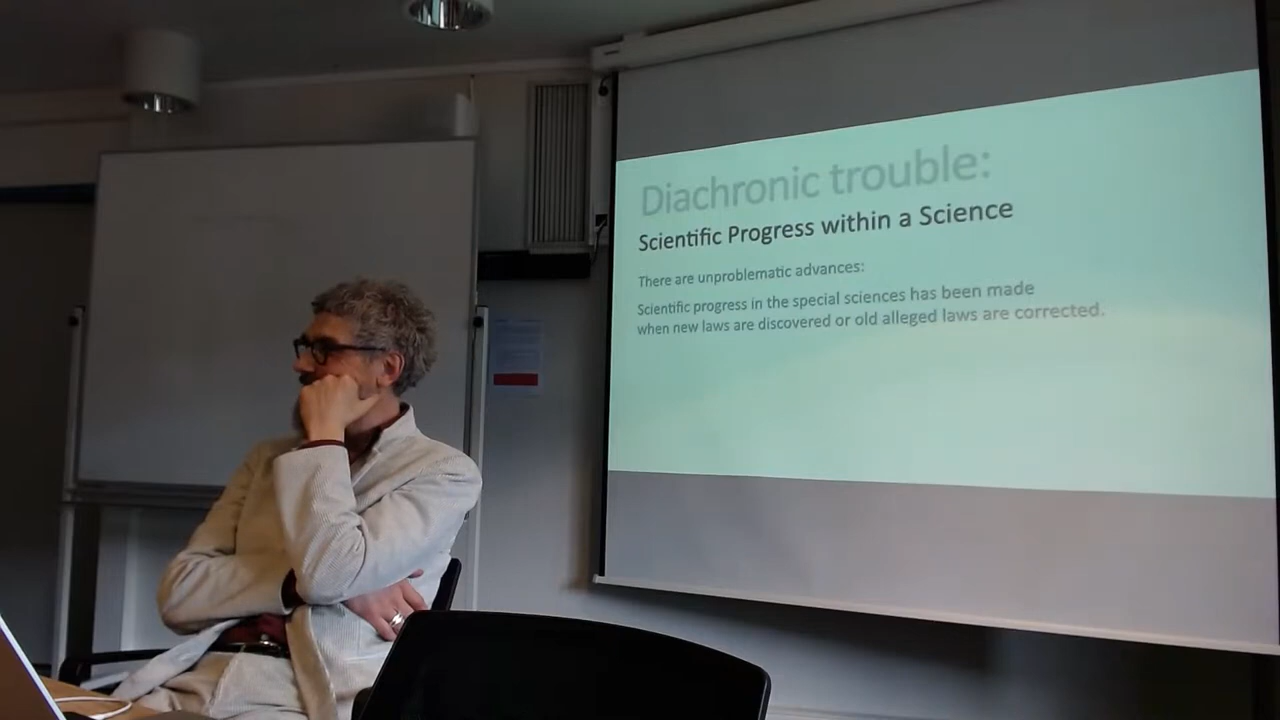 Diachronic trouble:
Scientific Progress within a Science
There are unproblematic advances:
Scientific progress in the special sciences has been made
when new laws are discovered or old alleged laws are corrected.